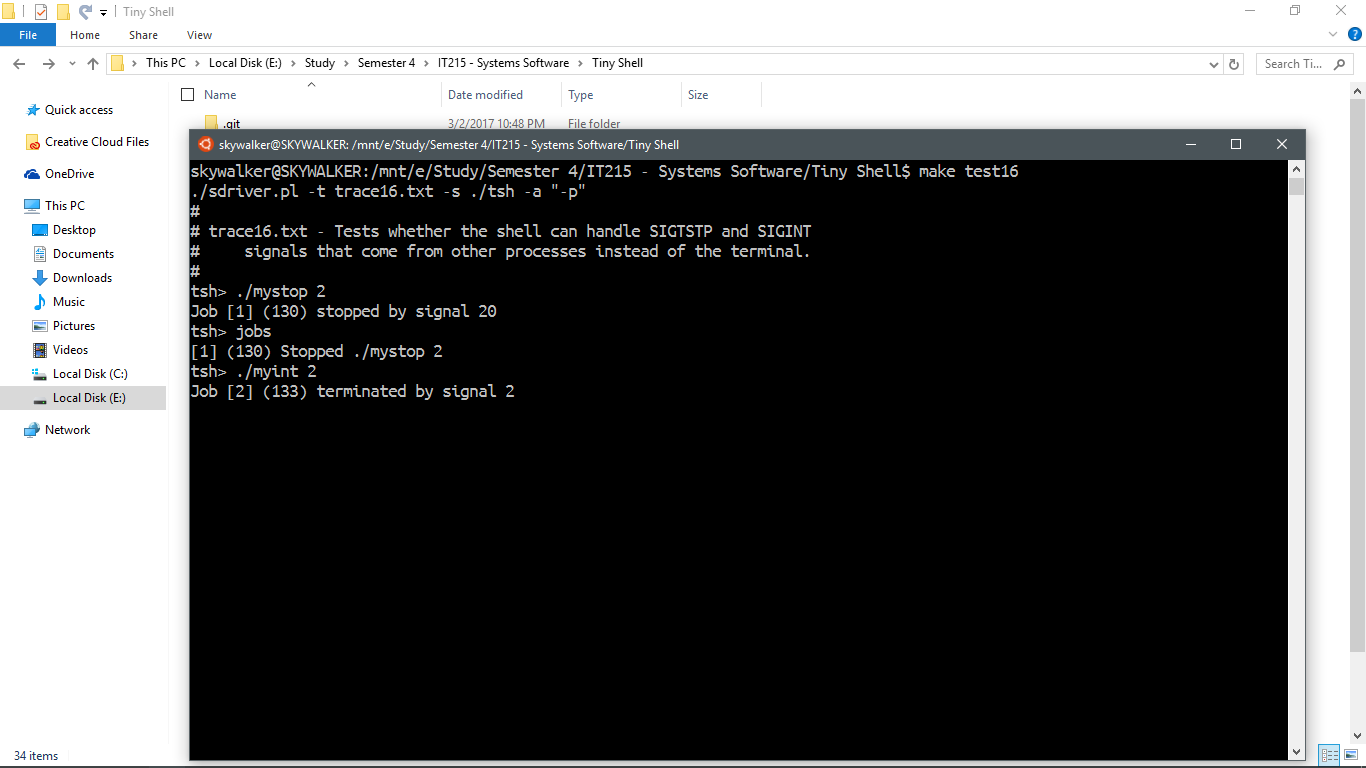 Tiny Shell
File Home Share View
This PC Local Disk (E:) Study Semester 4 IT215 - Systems Software Tiny Shell
Search Ti...
Name Date modified Type Size
Quick access
Creative Cloud Files
OneDrive
This PC
Desktop
Documents
Downloads
Music
Pictures
Videos
Local Disk (C:)
Local Disk (E:)
Network
.git 3/2/2017 10:48 PM File folder
skywalker@SKYWALKER: /mnt/e/Study/Semester 4/IT215 - Systems Software/Tiny Shell
skywalker@SKYWALKER:/mnt/e/Study/Semester 4/IT215 - Systems Software/Tiny Shell$ make test16
./sdriver.pl -t trace16.txt -s ./tsh -a "-p"
#
# trace16.txt - Tests whether the shell can handle SIGTSTP and SIGINT
#     signals that come from other processes instead of the terminal.
#
tsh> ./mystop 2
Job [1] (130) stopped by signal 20
tsh> jobs
[1] (130) Stopped ./mystop 2
tsh> ./myint 2
Job [2] (133) terminated by signal 2
34 items